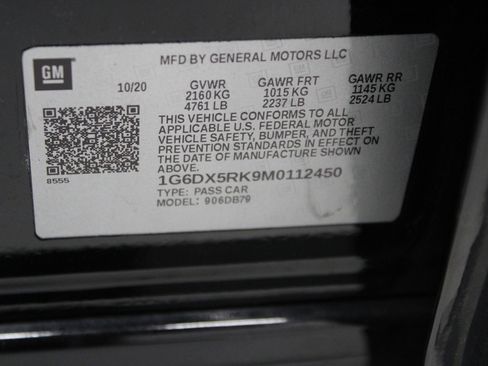 GM
MFD BY GENERAL MOTORS LLC
10/20 GVWR GAWR FRT GAWR RR
2160 KG 1015 KG 1145 KG
4761 LB 2237 LB 2524 LB
THIS VEHICLE CONFORMS TO ALL
APPLICABLE U.S. FEDERAL MOTOR
VEHICLE SAFETY, BUMPER, AND THEFT
PREVENTION STANDARDS IN EFFECT ON
THE DATE OF MANUFACTURE SHOWN
ABOVE.
8555
1G6DX5RK9M0112450
TYPE: PASS CAR
MODEL: 906DB79